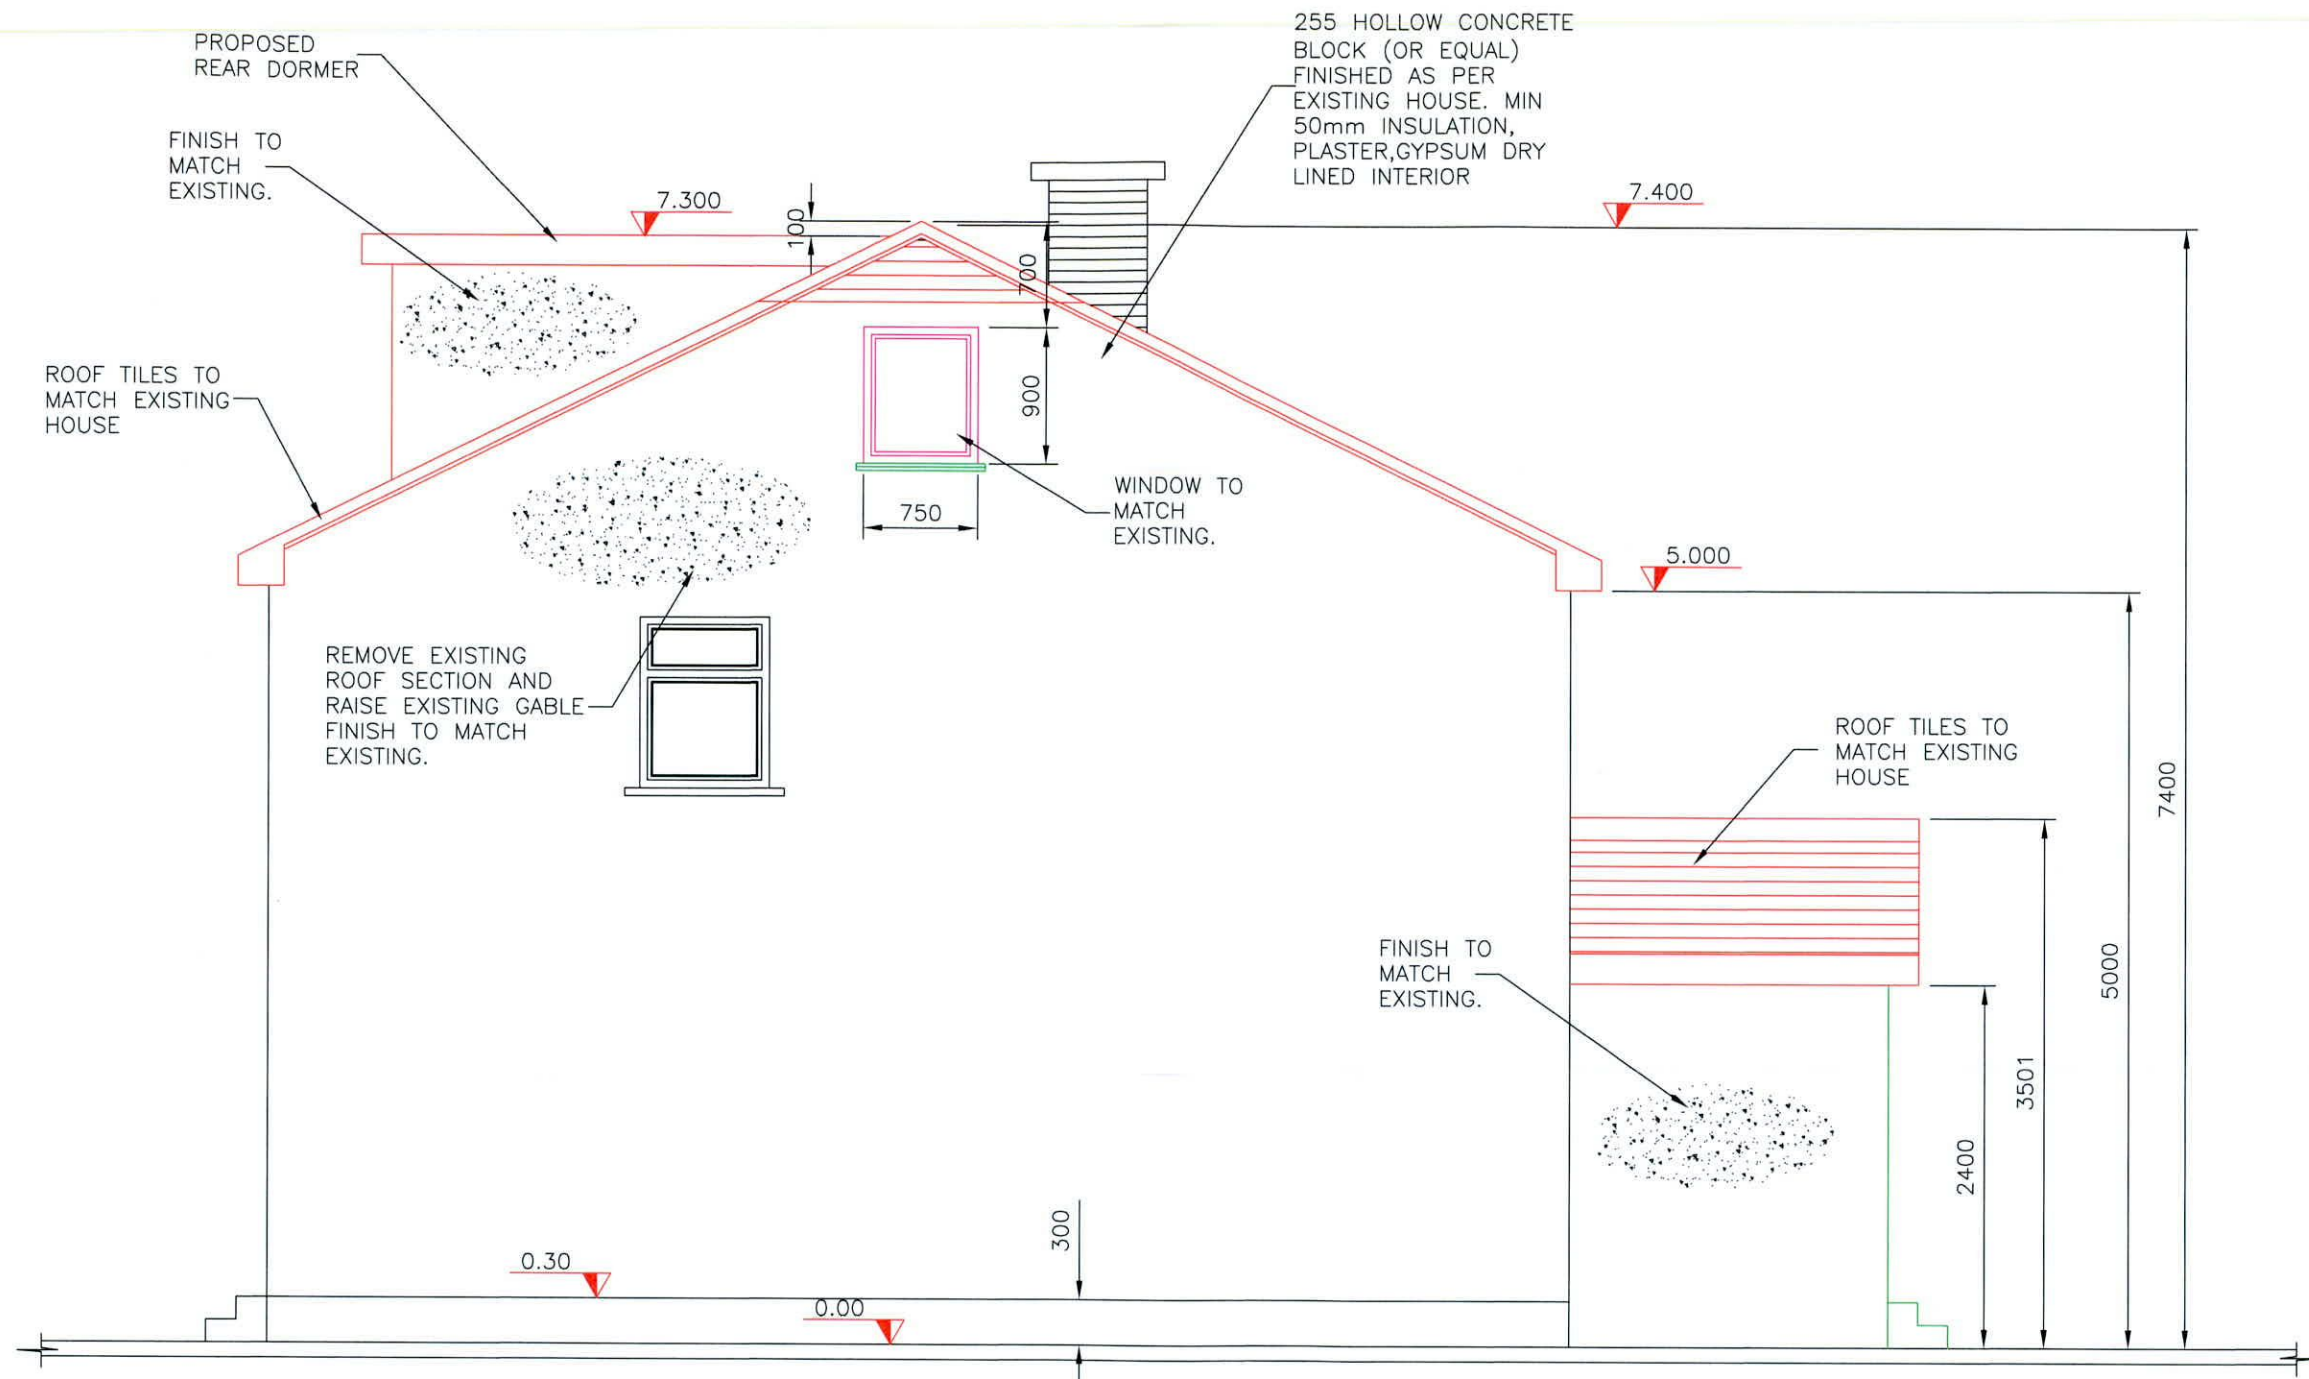 PROPOSED
REAR DORMER
255 HOLLOW CONCRETE
BLOCK (OR EQUAL)
FINISHED AS PER
EXISTING HOUSE. MIN
50mm INSULATION,
PLASTER,GYPSUM DRY
LINED INTERIOR
FINISH TO
MATCH
EXISTING.
7.300
100
700
7.400
ROOF TILES TO
MATCH EXISTING
HOUSE
900
750
WINDOW TO
MATCH
EXISTING.
5.000
REMOVE EXISTING
ROOF SECTION AND
RAISE EXISTING GABLE
FINISH TO MATCH
EXISTING.
ROOF TILES TO
MATCH EXISTING
HOUSE
7400
5000
FINISH TO
MATCH
EXISTING.
3501
2400
300
0.30
0.00